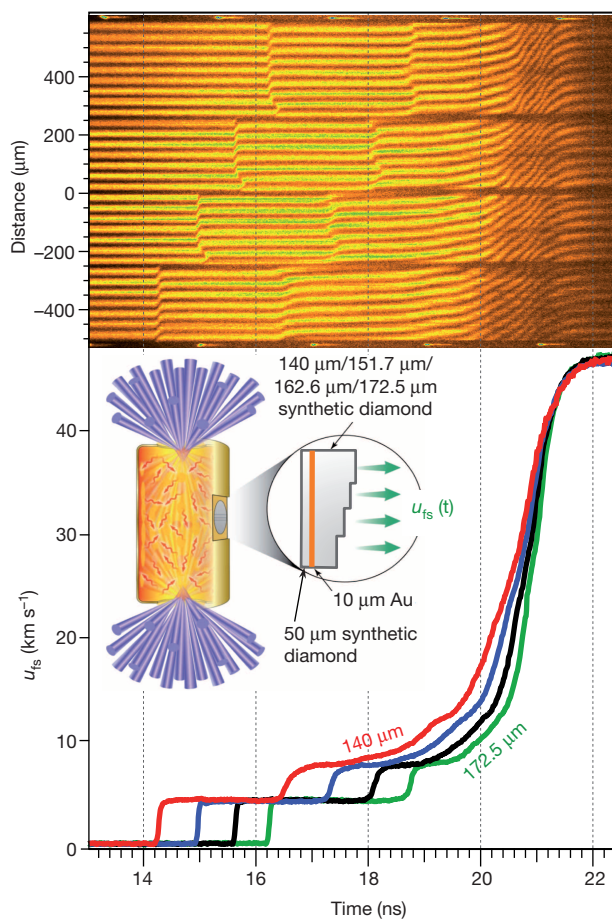 Distance (μm)
400
200
0
−200
−400
140 μm/151.7 μm/
162.6 μm/172.5 μm
synthetic diamond
u_fs (t)
10 μm Au
50 μm synthetic
diamond
u_fs (km s⁻¹)
40
30
20
10
0
140 μm
172.5 μm
14
16
18
20
22
Time (ns)